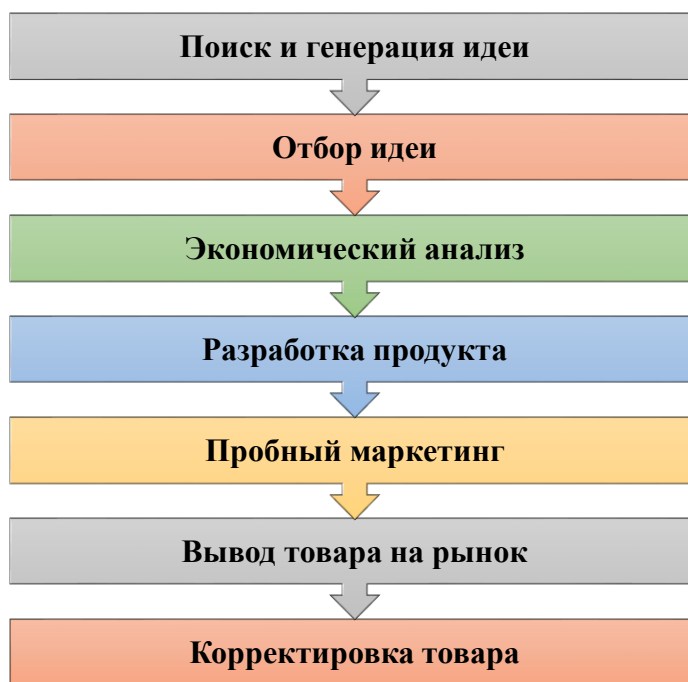 Поиск и генерация идеи
Отбор идеи
Экономический анализ
Разработка продукта
Пробный маркетинг
Вывод товара на рынок
Корректировка товара